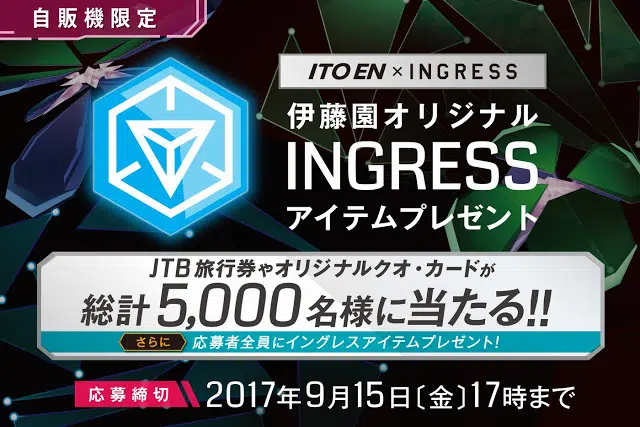 自販機限定
ITO EN × INGRESS
伊藤園オリジナル
INGRESS
アイテムプレゼント
JTB旅行券やオリジナルクオ・カードが
総計5,000名様に当たる!!
さらに 応募者全員にイングレスアイテムプレゼント!
応募締切 2017年9月15日〔金〕17時まで